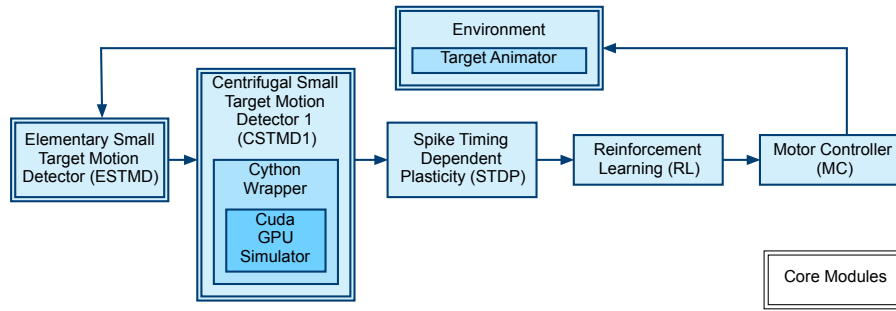 Environment
Target Animator
Elementary Small
Target Motion
Detector (ESTMD)
Centrifugal Small
Target Motion
Detector 1
(CSTMD1)
Cython
Wrapper
Cuda
GPU
Simulator
Spike Timing
Dependent
Plasticity (STDP)
Reinforcement
Learning (RL)
Motor Controller
(MC)
Core Modules